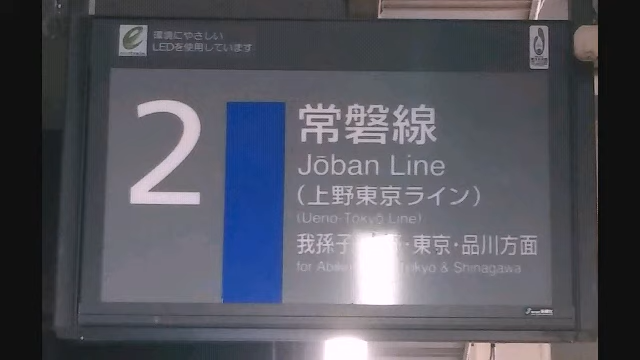 環境にやさしい
LEDを使用しています
2
常磐線
Jōban Line
(上野東京ライン)
(Ueno-Tokyo Line)
我孫子・東京・品川方面
for Tokyo & Shinagawa